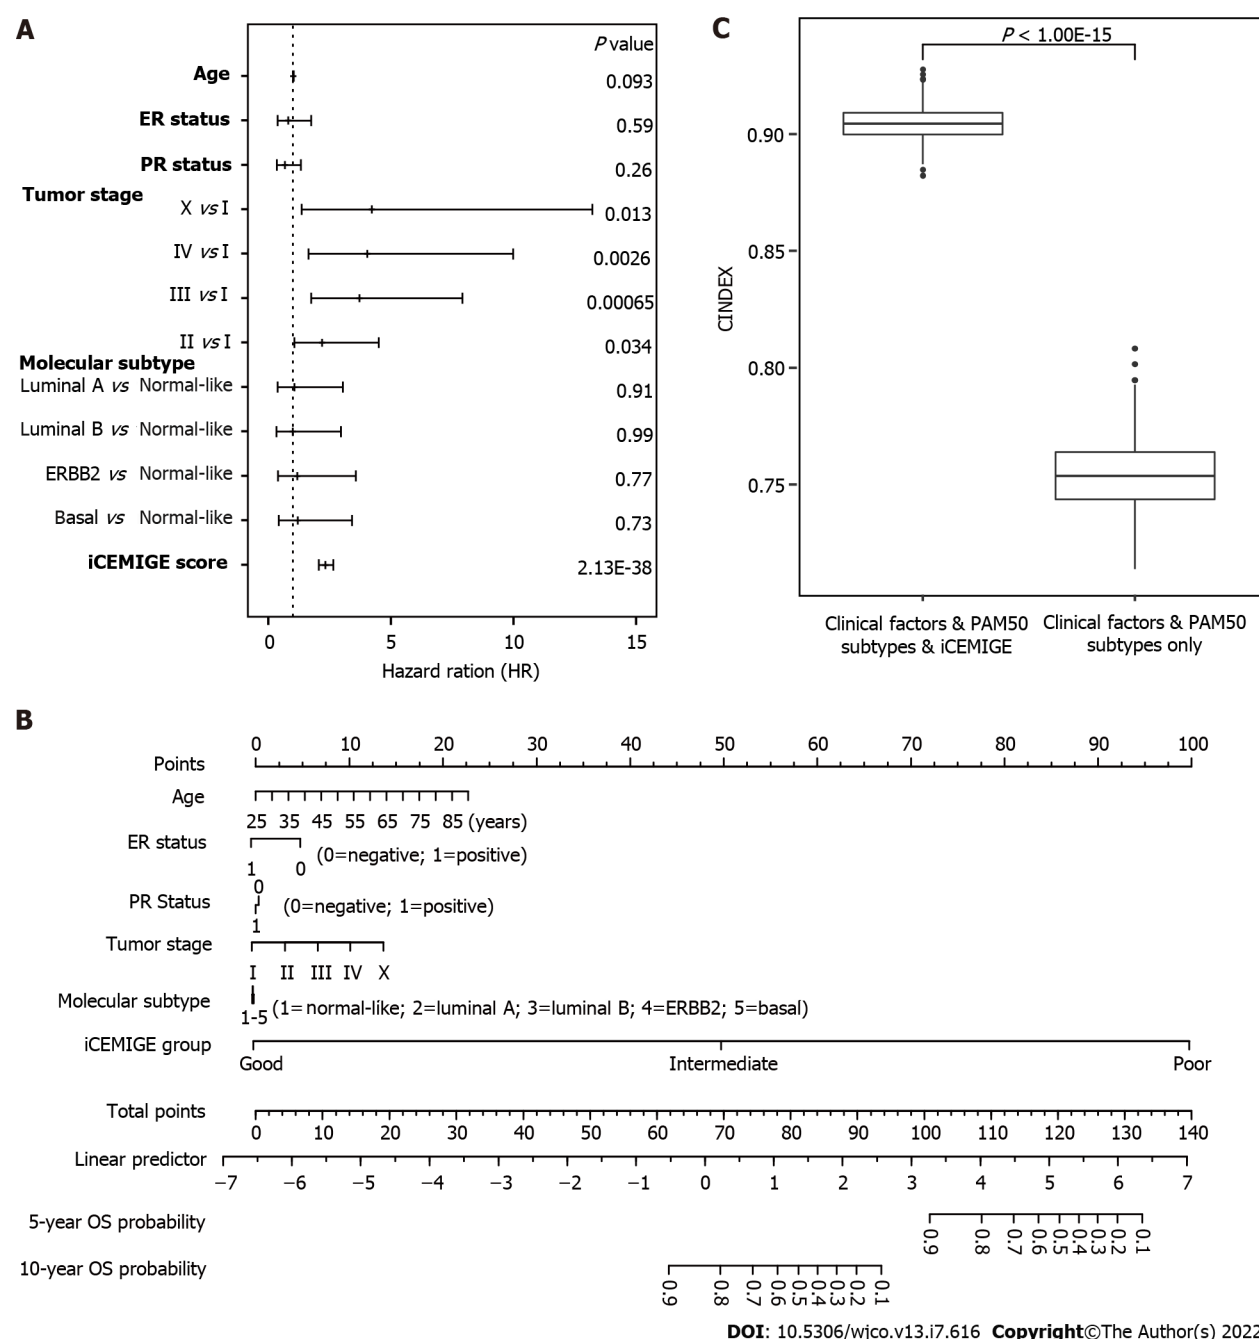 A
P value
Age
0.093
ER status
0.59
PR status
0.26
Tumor stage
X vs I
0.013
IV vs I
0.0026
III vs I
0.00065
II vs I
0.034
Molecular subtype
Luminal A vs Normal-like
0.91
Luminal B vs Normal-like
0.99
ERBB2 vs Normal-like
0.77
Basal vs Normal-like
0.73
iCEMIGE score
2.13E-38
0 5 10 15
Hazard ration (HR)
C
P < 1.00E-15
0.90
0.85
0.80
0.75
CINDEX
Clinical factors & PAM50
subtypes & iCEMIGE
Clinical factors & PAM50
subtypes only
B
0 10 20 30 40 50 60 70 80 90 100
Points
Age
25 35 45 55 65 75 85 (years)
ER status
1 0 (0=negative; 1=positive)
0
PR Status
(0=negative; 1=positive)
1
Tumor stage
I II III IV X
Molecular subtype
1-5 (1=normal-like; 2=luminal A; 3=luminal B; 4=ERBB2; 5=basal)
iCEMIGE group
Good Intermediate Poor
Total points
0 10 20 30 40 50 60 70 80 90 100 110 120 130 140
Linear predictor
−7 −6 −5 −4 −3 −2 −1 0 1 2 3 4 5 6 7
5-year OS probability
0.9 0.8 0.7 0.6 0.5 0.4 0.3 0.2 0.1
10-year OS probability
0.9 0.8 0.7 0.6 0.5 0.4 0.3 0.2 0.1
DOI: 10.5306/wjco.v13.i7.616 Copyright©The Author(s) 2022